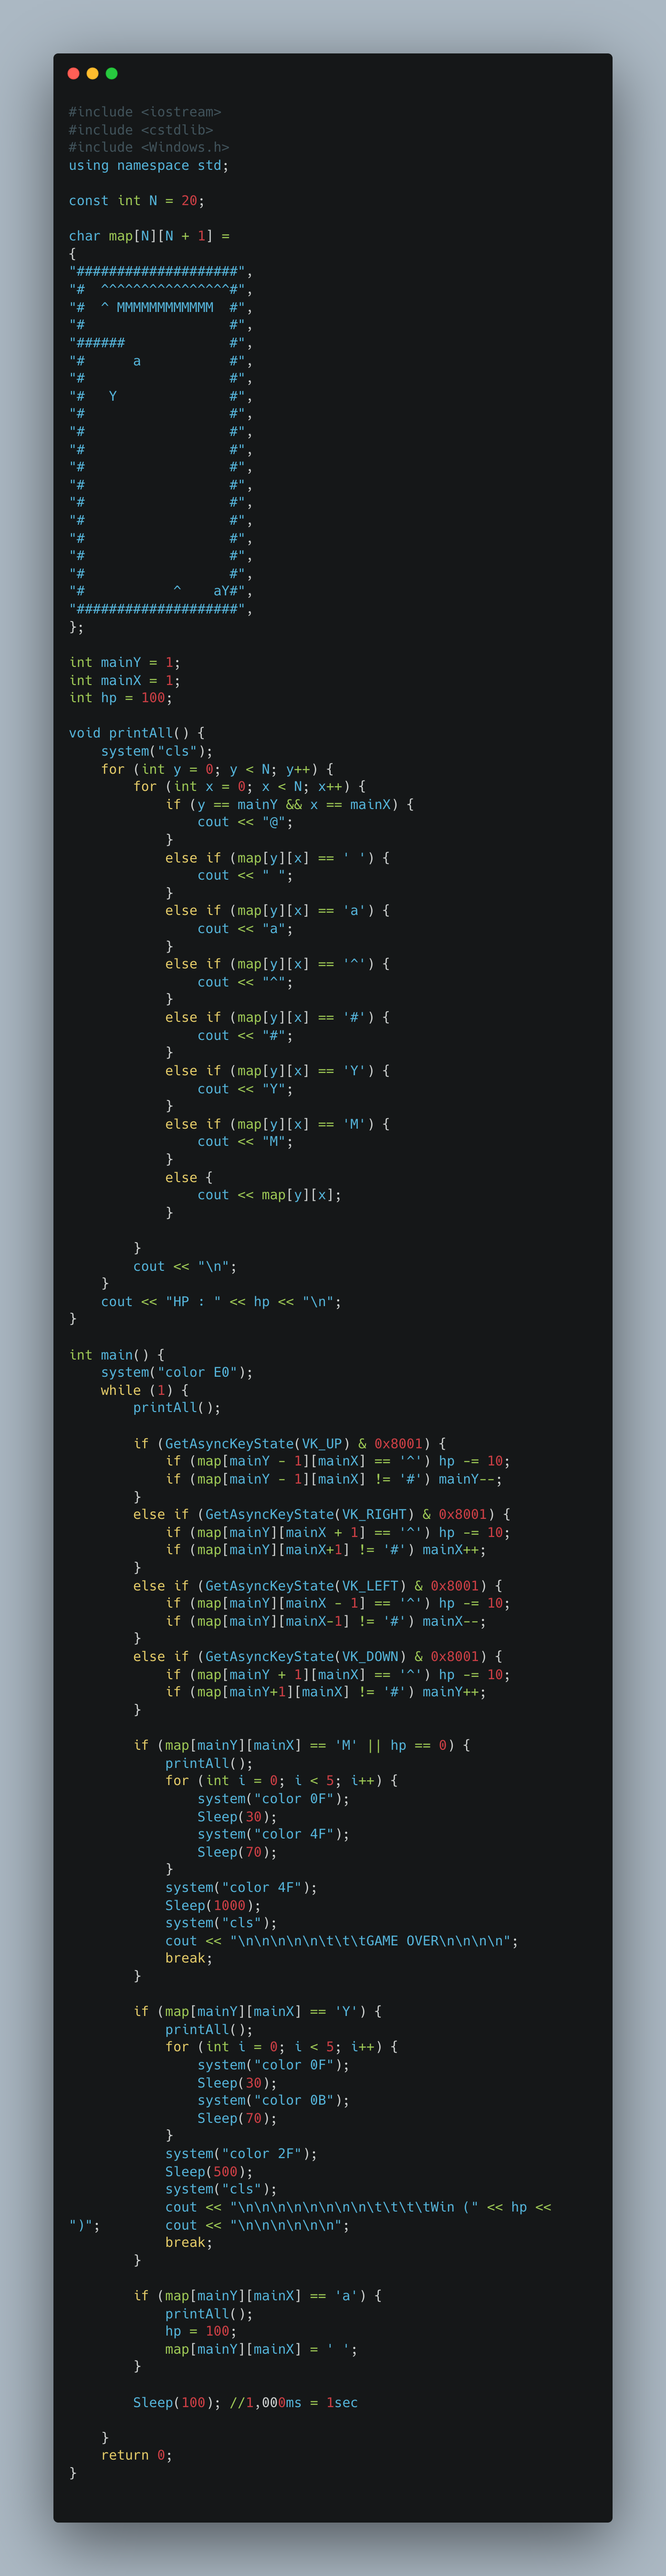 #include <iostream>
#include <cstdlib>
#include <Windows.h>
using namespace std;

const int N = 20;

char map[N][N + 1] =
{
"####################",
"#  ^^^^^^^^^^^^^^^^#",
"#  ^ MMMMMMMMMMMM  #",
"#                  #",
"######             #",
"#      a           #",
"#                  #",
"#   Y              #",
"#                  #",
"#                  #",
"#                  #",
"#                  #",
"#                  #",
"#                  #",
"#                  #",
"#                  #",
"#                  #",
"#                  #",
"#           ^    aY#",
"####################",
};

int mainY = 1;
int mainX = 1;
int hp = 100;

void printAll() {
    system("cls");
    for (int y = 0; y < N; y++) {
        for (int x = 0; x < N; x++) {
            if (y == mainY && x == mainX) {
                cout << "@";
            }
            else if (map[y][x] == ' ') {
                cout << " ";
            }
            else if (map[y][x] == 'a') {
                cout << "a";
            }
            else if (map[y][x] == '^') {
                cout << "^";
            }
            else if (map[y][x] == '#') {
                cout << "#";
            }
            else if (map[y][x] == 'Y') {
                cout << "Y";
            }
            else if (map[y][x] == 'M') {
                cout << "M";
            }
            else {
                cout << map[y][x];
            }

        }
        cout << "\n";
    }
    cout << "HP : " << hp << "\n";
}

int main() {
    system("color E0");
    while (1) {
        printAll();

        if (GetAsyncKeyState(VK_UP) & 0x8001) {
            if (map[mainY - 1][mainX] == '^') hp -= 10;
            if (map[mainY - 1][mainX] != '#') mainY--;
        }
        else if (GetAsyncKeyState(VK_RIGHT) & 0x8001) {
            if (map[mainY][mainX + 1] == '^') hp -= 10;
            if (map[mainY][mainX+1] != '#') mainX++;
        }
        else if (GetAsyncKeyState(VK_LEFT) & 0x8001) {
            if (map[mainY][mainX - 1] == '^') hp -= 10;
            if (map[mainY][mainX-1] != '#') mainX--;
        }
        else if (GetAsyncKeyState(VK_DOWN) & 0x8001) {
            if (map[mainY + 1][mainX] == '^') hp -= 10;
            if (map[mainY+1][mainX] != '#') mainY++;
        }

        if (map[mainY][mainX] == 'M' || hp == 0) {
            printAll();
            for (int i = 0; i < 5; i++) {
                system("color 0F");
                Sleep(30);
                system("color 4F");
                Sleep(70);
            }
            system("color 4F");
            Sleep(1000);
            system("cls");
            cout << "\n\n\n\n\n\t\t\tGAME OVER\n\n\n\n";
            break;
        }

        if (map[mainY][mainX] == 'Y') {
            printAll();
            for (int i = 0; i < 5; i++) {
                system("color 0F");
                Sleep(30);
                system("color 0B");
                Sleep(70);
            }
            system("color 2F");
            Sleep(500);
            system("cls");
            cout << "\n\n\n\n\n\n\n\n\t\t\t\tWin (" << hp <<
")";        cout << "\n\n\n\n\n\n";
            break;
        }

        if (map[mainY][mainX] == 'a') {
            printAll();
            hp = 100;
            map[mainY][mainX] = ' ';
        }

        Sleep(100); //1,000ms = 1sec

    }
    return 0;
}